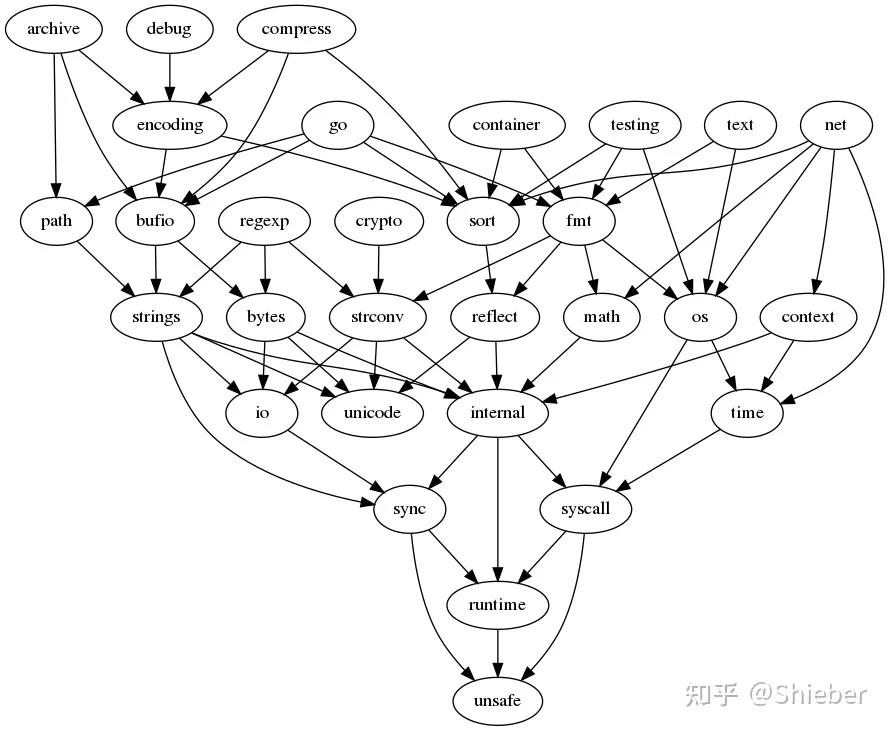 archive debug compress
encoding go container testing text net
path bufio regexp crypto sort fmt
strings bytes strconv reflect math os context
io unicode internal time
sync syscall
runtime
unsafe
知乎 @Shieber